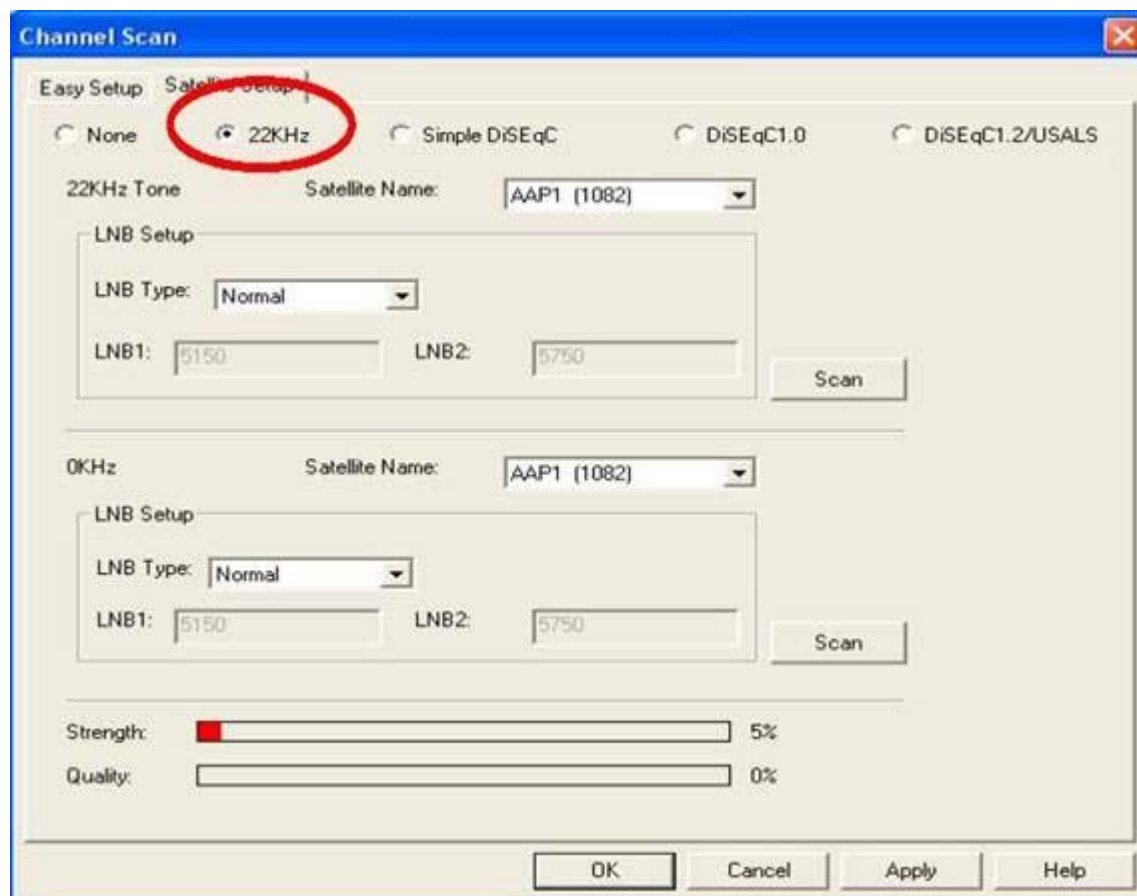 Channel Scan
Easy Setup Satellite Setup
None 22KHz Simple DiSEqC DiSEqC1.0 DiSEqC1.2/USALS
22KHz Tone Satellite Name: AAP1 (1082)
LNB Setup
LNB Type: Normal
LNB1: 5150 LNB2: 5750
Scan
0KHz Satellite Name: AAP1 (1082)
LNB Setup
LNB Type: Normal
LNB1: 5150 LNB2: 5750
Scan
Strength: 5%
Quality: 0%
OK Cancel Apply Help